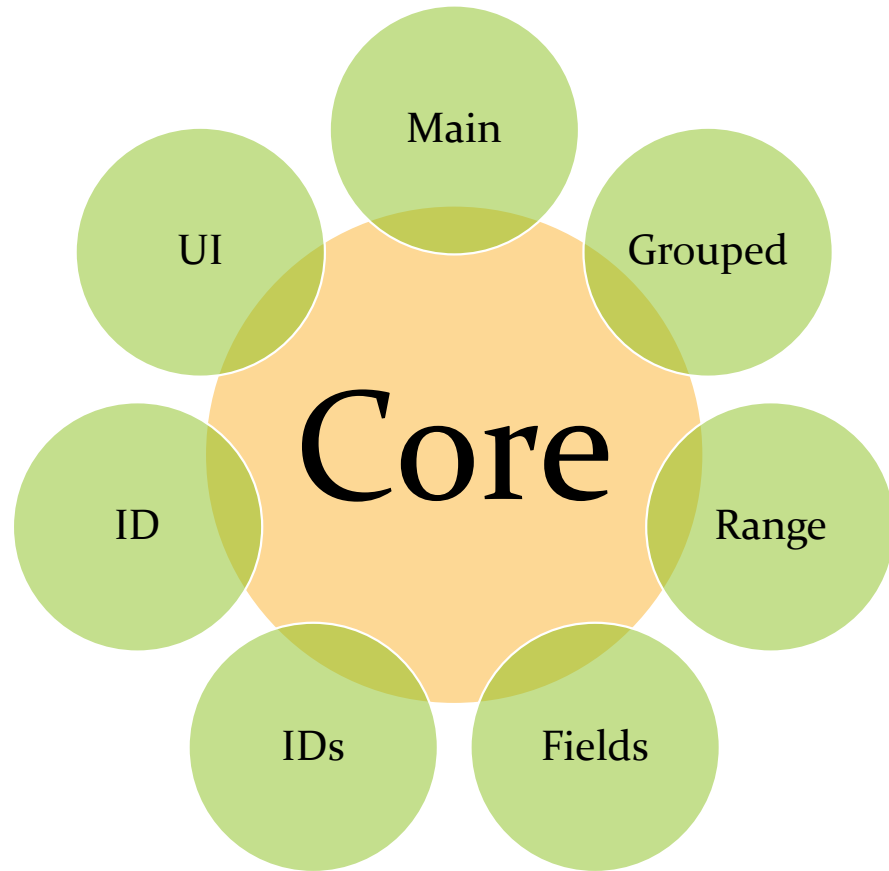 Main
UI
Grouped
Core
ID
Range
IDs
Fields